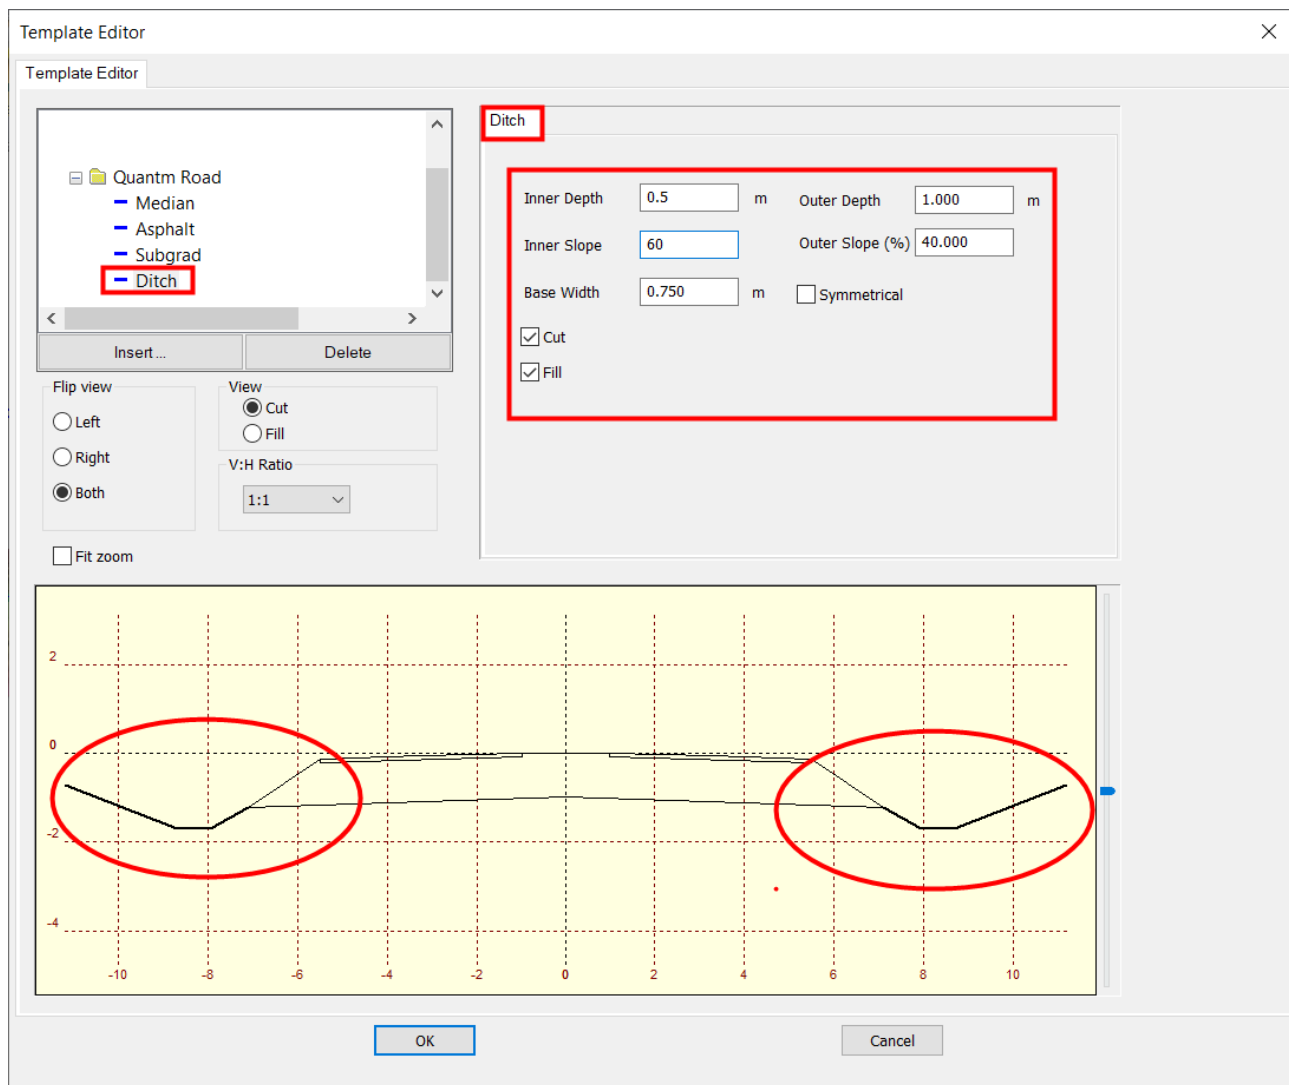 Template Editor
Template Editor
Quantm Road
Median
Asphalt
Subgrad
Ditch
Insert...
Delete
Flip view
Left
Right
Both
View
Cut
Fill
V:H Ratio
1:1
Fit zoom
Ditch
Inner Depth 0.5 m Outer Depth 1.000 m
Inner Slope 60 Outer Slope (%) 40.000
Base Width 0.750 m Symmetrical
Cut
Fill
2
0
-2
-4
-10 -8 -6 -4 -2 0 2 4 6 8 10
OK Cancel